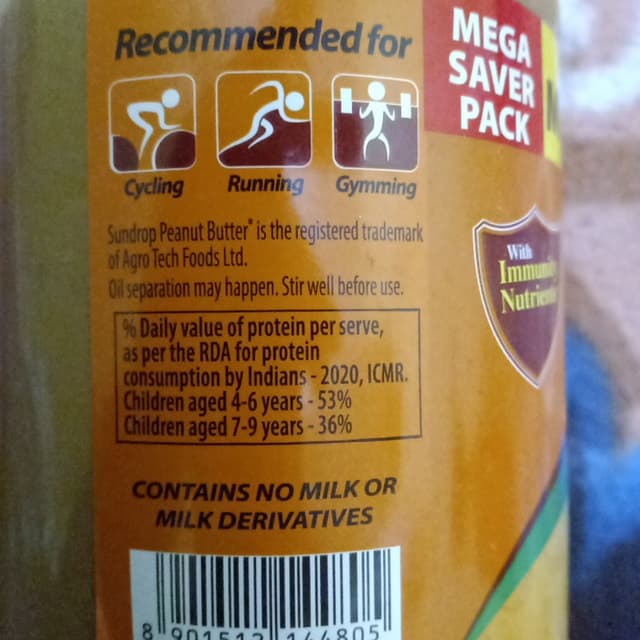 Recommended for
MEGA
SAVER
PACK
Cycling
Running
Gymming
Sundrop Peanut Butter® is the registered trademark
of Agro Tech Foods Ltd.
Oil separation may happen. Stir well before use.
With
% Daily value of protein per serve,
as per the RDA for protein
consumption by Indians - 2020, ICMR.
Children aged 4-6 years - 53%
Children aged 7-9 years - 36%
CONTAINS NO MILK OR
MILK DERIVATIVES
8 901512 144805